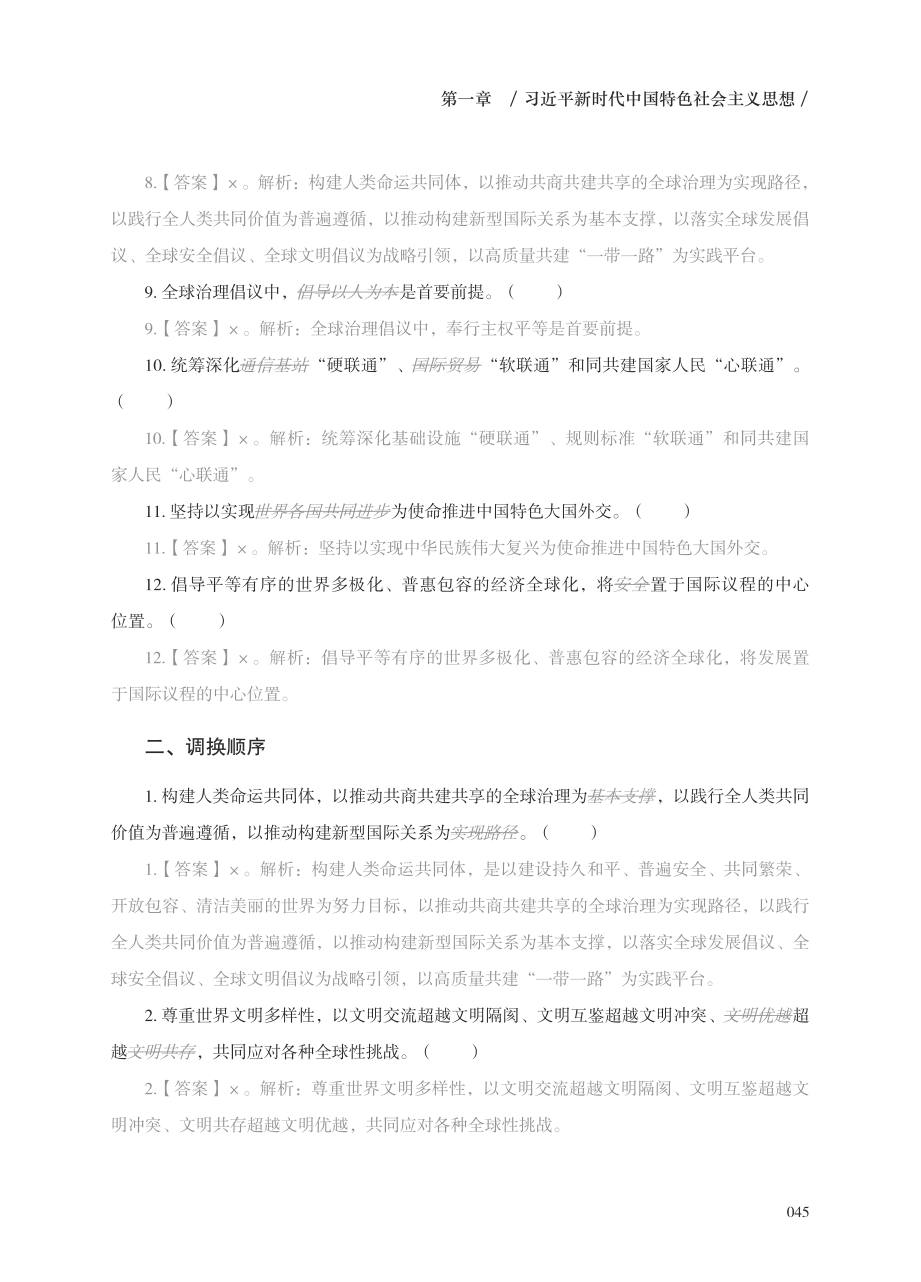 第一章 / 习近平新时代中国特色社会主义思想 /
8.【答案】×。解析：构建人类命运共同体，以推动共商共建共享的全球治理为实现路径，
以践行全人类共同价值为普遍遵循，以推动构建新型国际关系为基本支撑，以落实全球发展倡
议、全球安全倡议、全球文明倡议为战略引领，以高质量共建“一带一路”为实践平台。
9. 全球治理倡议中，倡导以人为本是首要前提。（　　）
9.【答案】×。解析：全球治理倡议中，奉行主权平等是首要前提。
10. 统筹深化通信基站“硬联通”、国际贸易“软联通”和同共建国家人民“心联通”。
（　　）
10.【答案】×。解析：统筹深化基础设施“硬联通”、规则标准“软联通”和同共建国
家人民“心联通”。
11. 坚持以实现世界各国共同进步为使命推进中国特色大国外交。（　　）
11.【答案】×。解析：坚持以实现中华民族伟大复兴为使命推进中国特色大国外交。
12. 倡导平等有序的世界多极化、普惠包容的经济全球化，将安全置于国际议程的中心
位置。（　　）
12.【答案】×。解析：倡导平等有序的世界多极化、普惠包容的经济全球化，将发展置
于国际议程的中心位置。
二、调换顺序
1. 构建人类命运共同体，以推动共商共建共享的全球治理为基本支撑，以践行全人类共同
价值为普遍遵循，以推动构建新型国际关系为实现路径。（　　）
1.【答案】×。解析：构建人类命运共同体，是以建设持久和平、普遍安全、共同繁荣、
开放包容、清洁美丽的世界为努力目标，以推动共商共建共享的全球治理为实现路径，以践行
全人类共同价值为普遍遵循，以推动构建新型国际关系为基本支撑，以落实全球发展倡议、全
球安全倡议、全球文明倡议为战略引领，以高质量共建“一带一路”为实践平台。
2. 尊重世界文明多样性，以文明交流超越文明隔阂、文明互鉴超越文明冲突、文明优越超
越文明共存，共同应对各种全球性挑战。（　　）
2.【答案】×。解析：尊重世界文明多样性，以文明交流超越文明隔阂、文明互鉴超越文
明冲突、文明共存超越文明优越，共同应对各种全球性挑战。
045